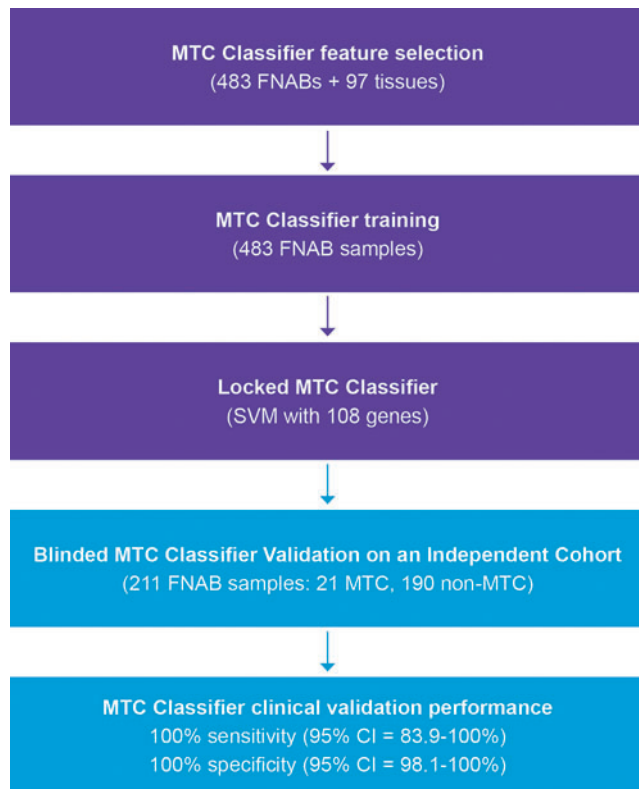 MTC Classifier feature selection
(483 FNABs + 97 tissues)
MTC Classifier training
(483 FNAB samples)
Locked MTC Classifier
(SVM with 108 genes)
Blinded MTC Classifier Validation on an Independent Cohort
(211 FNAB samples: 21 MTC, 190 non-MTC)
MTC Classifier clinical validation performance
100% sensitivity (95% CI = 83.9-100%)
100% specificity (95% CI = 98.1-100%)